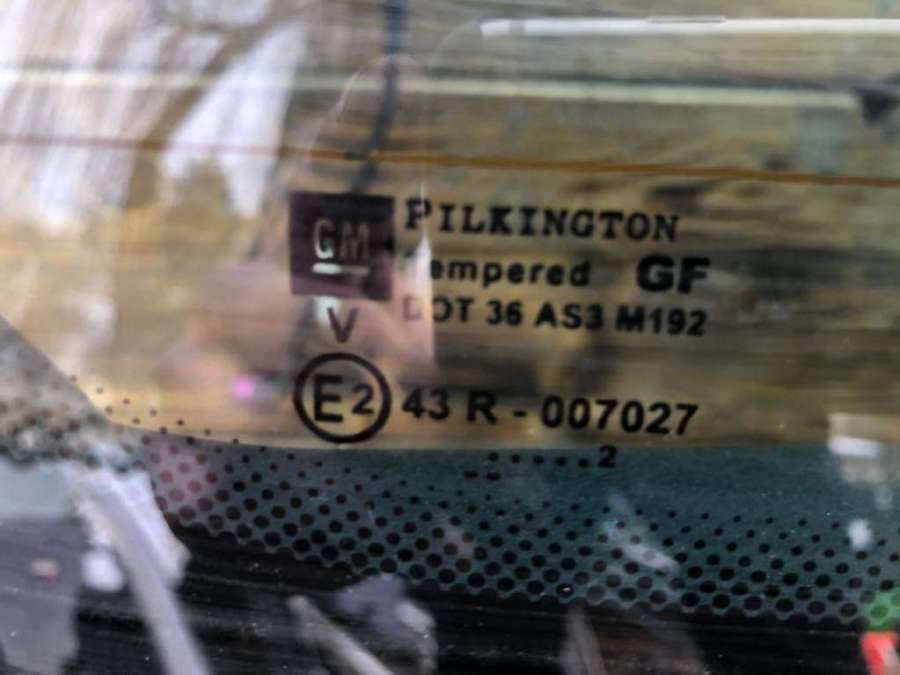 GM
PILKINGTON
Tempered GF
DOT 36 AS3 M192
V
E2 43 R - 007027
2